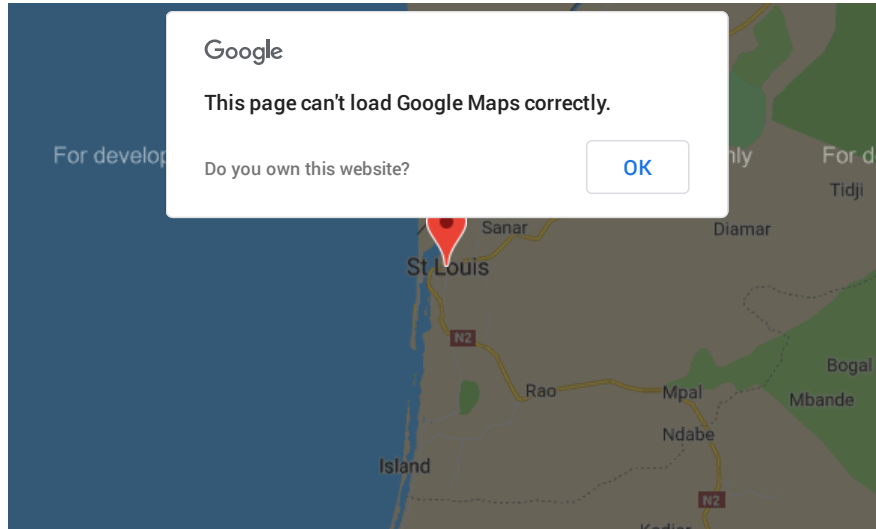 Google
This page can't load Google Maps correctly.
Do you own this website?
OK
For develop
nly
For d
Tidji
Sanar
Diamar
St Louis
N2
Bogal
Rao
Mpal
Mbande
Ndabe
Island
N2